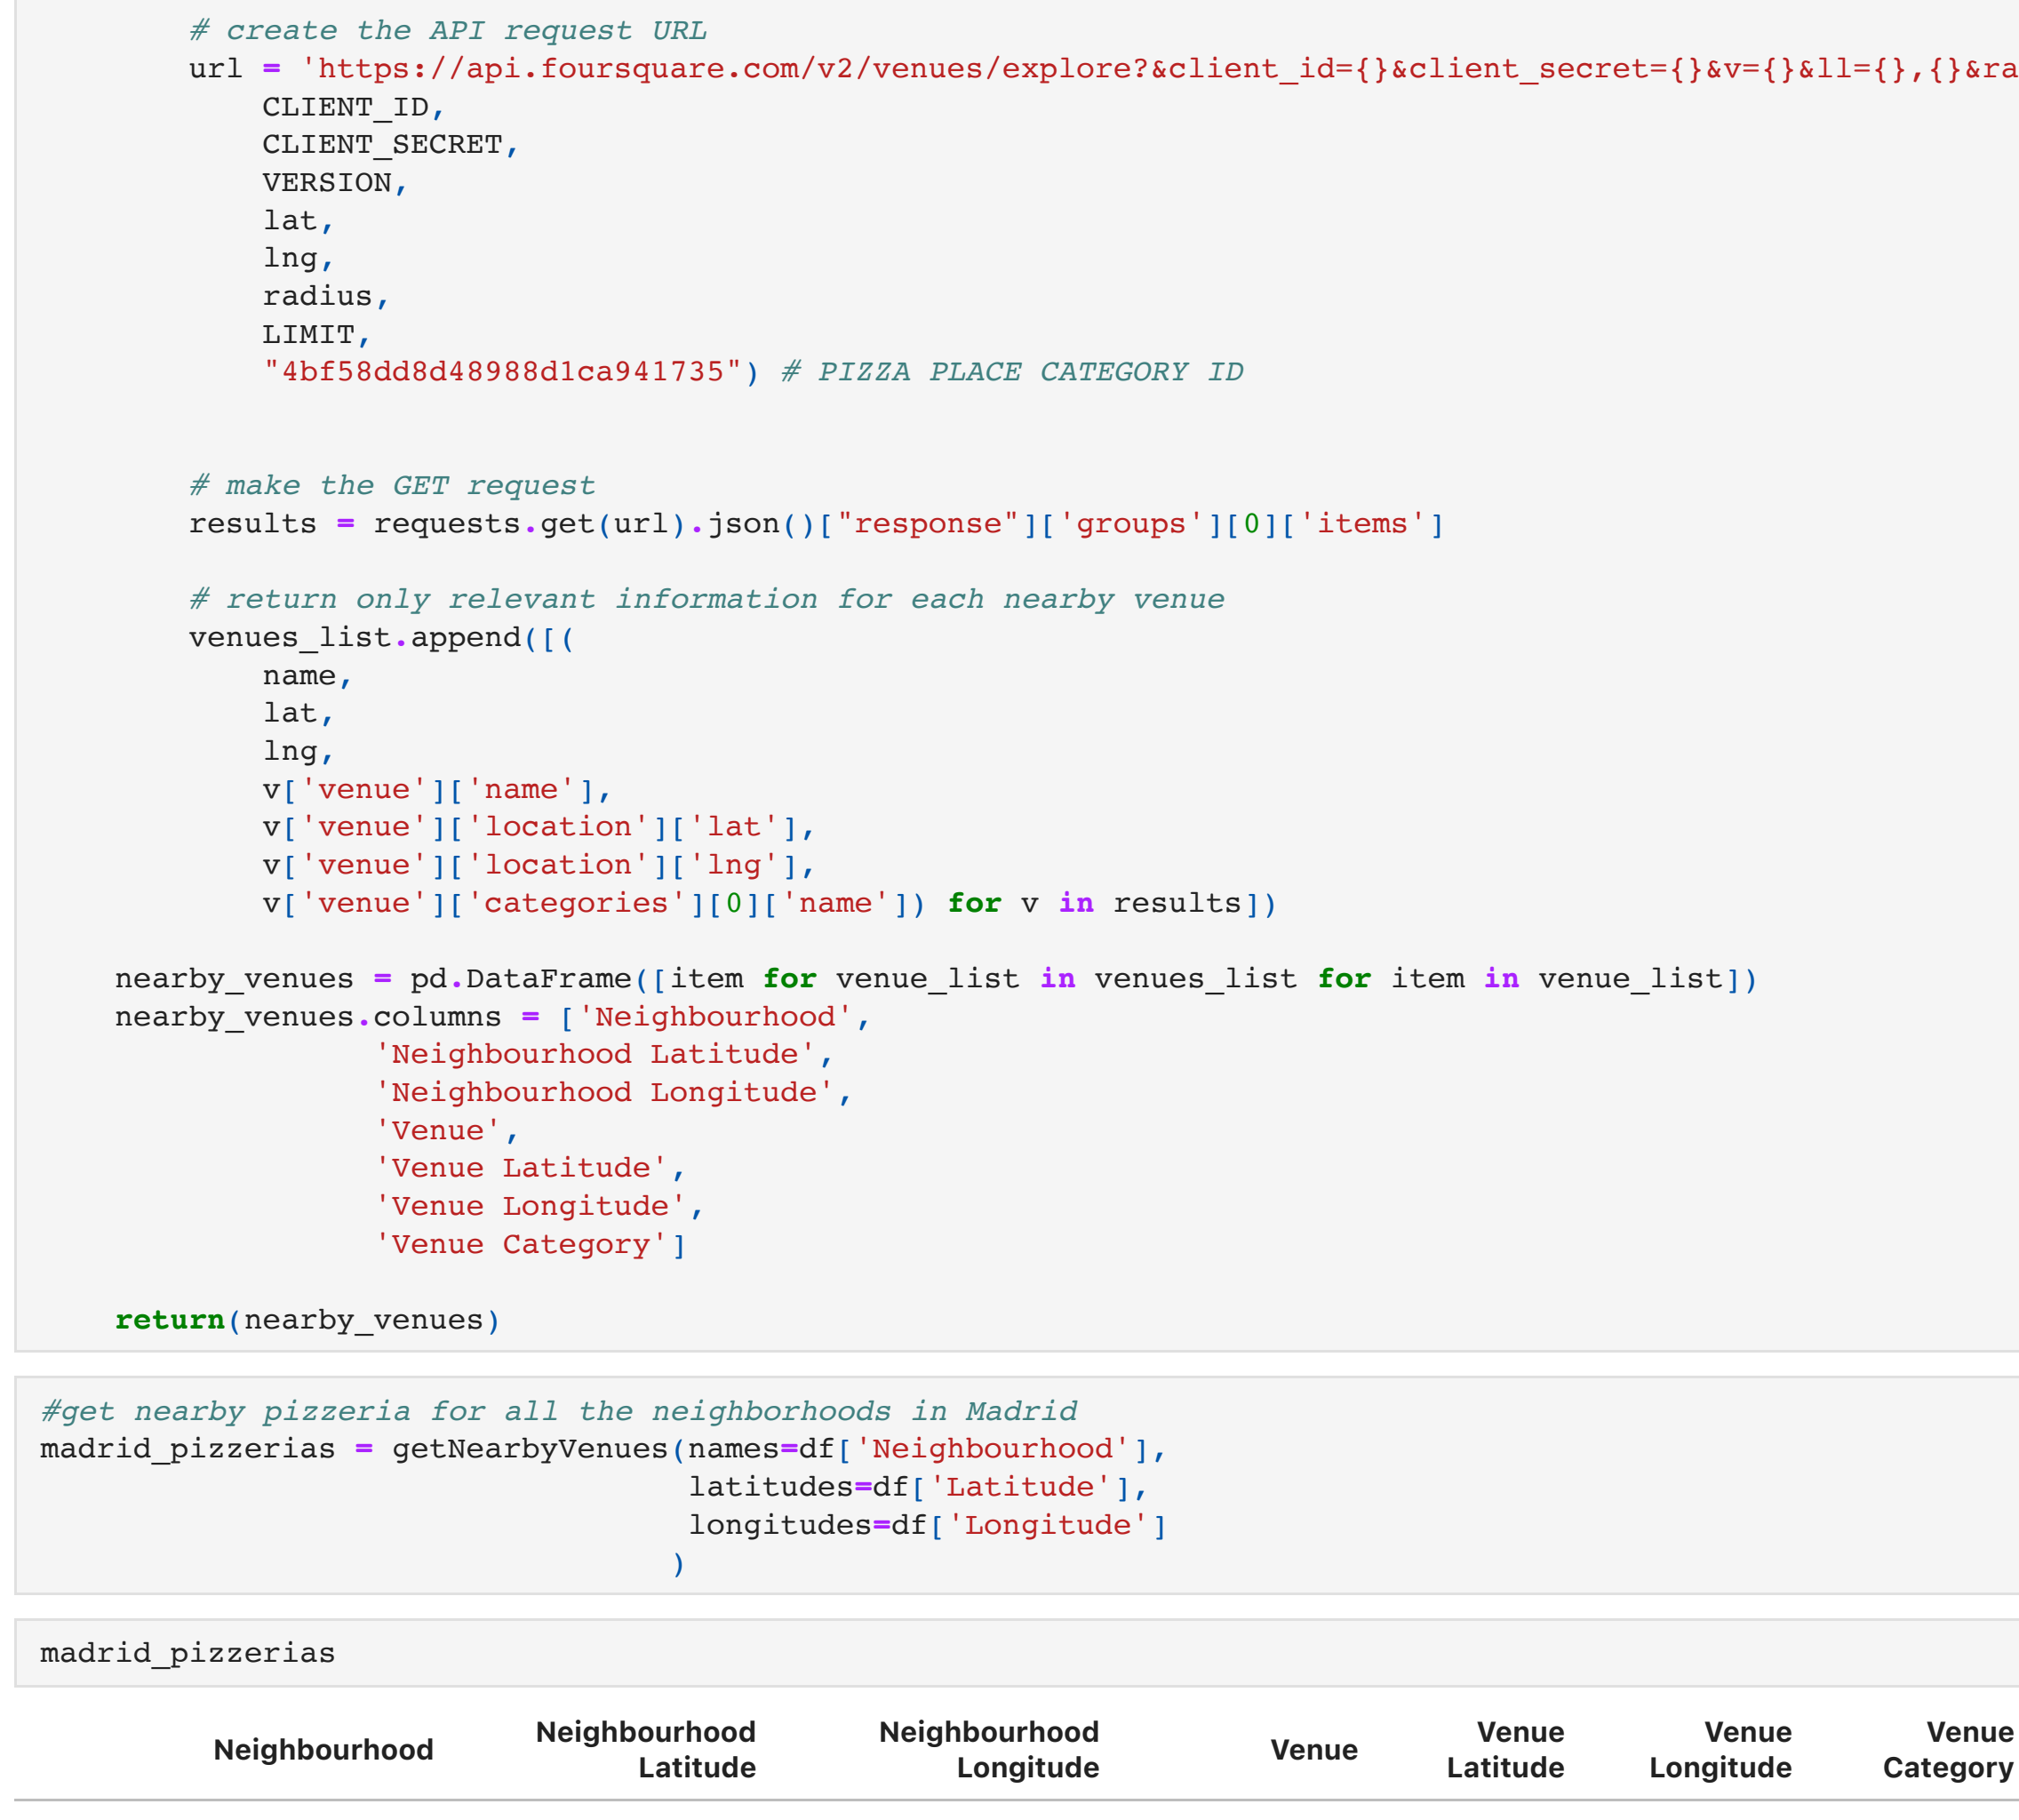 # create the API request URL
url = 'https://api.foursquare.com/v2/venues/explore?&client_id={}&client_secret={}&v={}&ll={},{}&ra
CLIENT_ID,
CLIENT_SECRET,
VERSION,
lat,
lng,
radius,
LIMIT,
"4bf58dd8d48988d1ca941735") # PIZZA PLACE CATEGORY ID
# make the GET request
results = requests.get(url).json()["response"]['groups'][0]['items']
# return only relevant information for each nearby venue
venues_list.append([(
name,
lat,
lng,
v['venue']['name'],
v['venue']['location']['lat'],
v['venue']['location']['lng'],
v['venue']['categories'][0]['name']) for v in results])
nearby_venues = pd.DataFrame([item for venue_list in venues_list for item in venue_list])
nearby_venues.columns = ['Neighbourhood',
'Neighbourhood Latitude',
'Neighbourhood Longitude',
'Venue',
'Venue Latitude',
'Venue Longitude',
'Venue Category']
return(nearby_venues)
#get nearby pizzeria for all the neighborhoods in Madrid
madrid_pizzerias = getNearbyVenues(names=df['Neighbourhood'],
latitudes=df['Latitude'],
longitudes=df['Longitude']
)
madrid_pizzerias
Neighbourhood Neighbourhood Latitude Neighbourhood Longitude Venue Venue Latitude Venue Longitude Venue Category